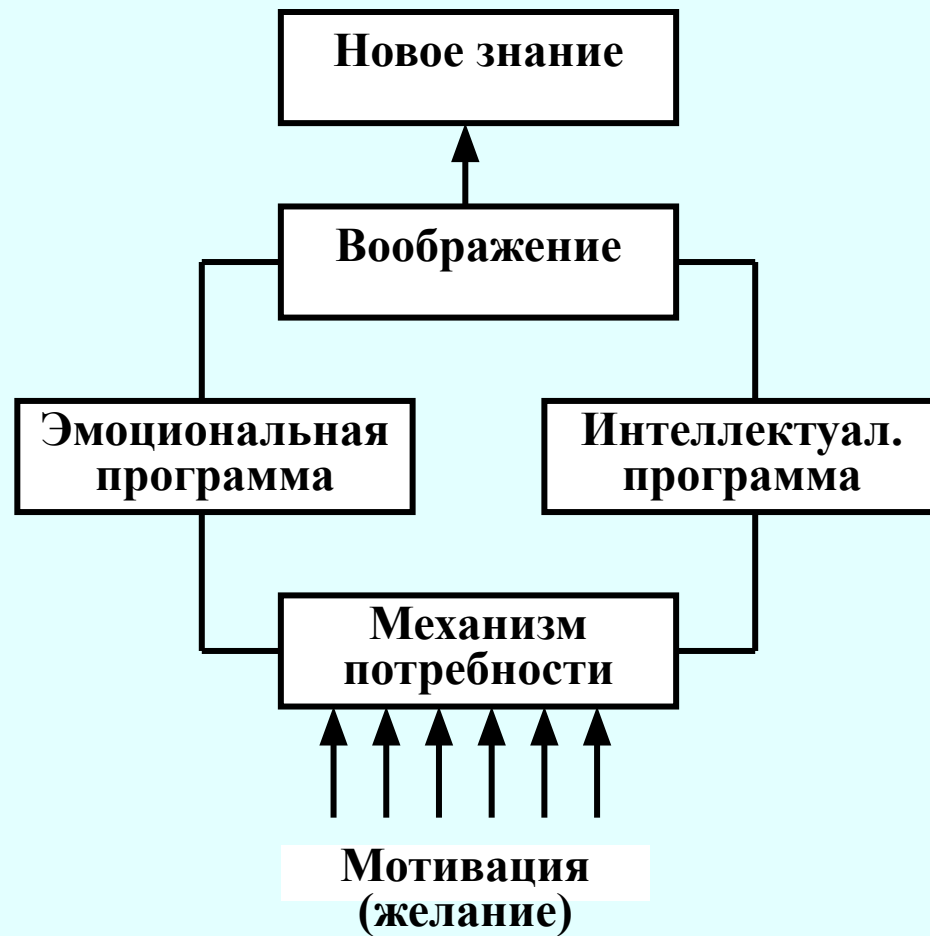 Новое знание
Воображение
Эмоциональная
программа
Интеллектуал.
программа
Механизм
потребности
Мотивация
(желание)